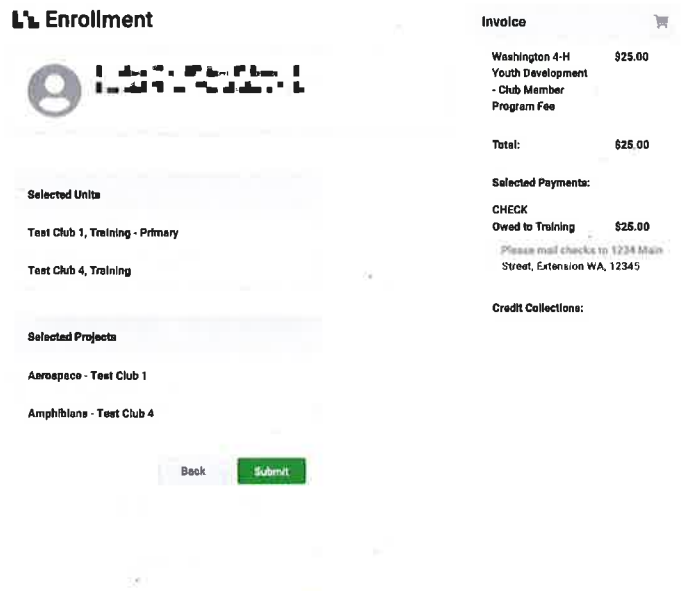 Enrollment
Selected Units
Test Club 1, Training - Primary
Test Club 4, Training
Selected Projects
Aerospace - Test Club 1
Amphibians - Test Club 4
Back
Submit
Invoice
Washington 4-H $25.00
Youth Development
- Club Member
Program Fee
Total: $25.00
Selected Payments:
CHECK
Owed to Training $25.00
Please mail checks to 1234 Main
Street, Extension WA, 12345
Credit Collections: